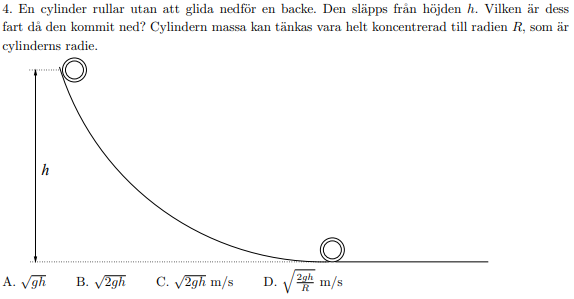 4. En cylinder rullar utan att glida nedför en backe. Den släpps från höjden h. Vilken är dess
fart då den kommit ned? Cylindern massa kan tänkas vara helt koncentrerad till radien R, som är
cylinderns radie.
h
A. √gh B. √2gh C. √2gh m/s D. √(2gh/R) m/s